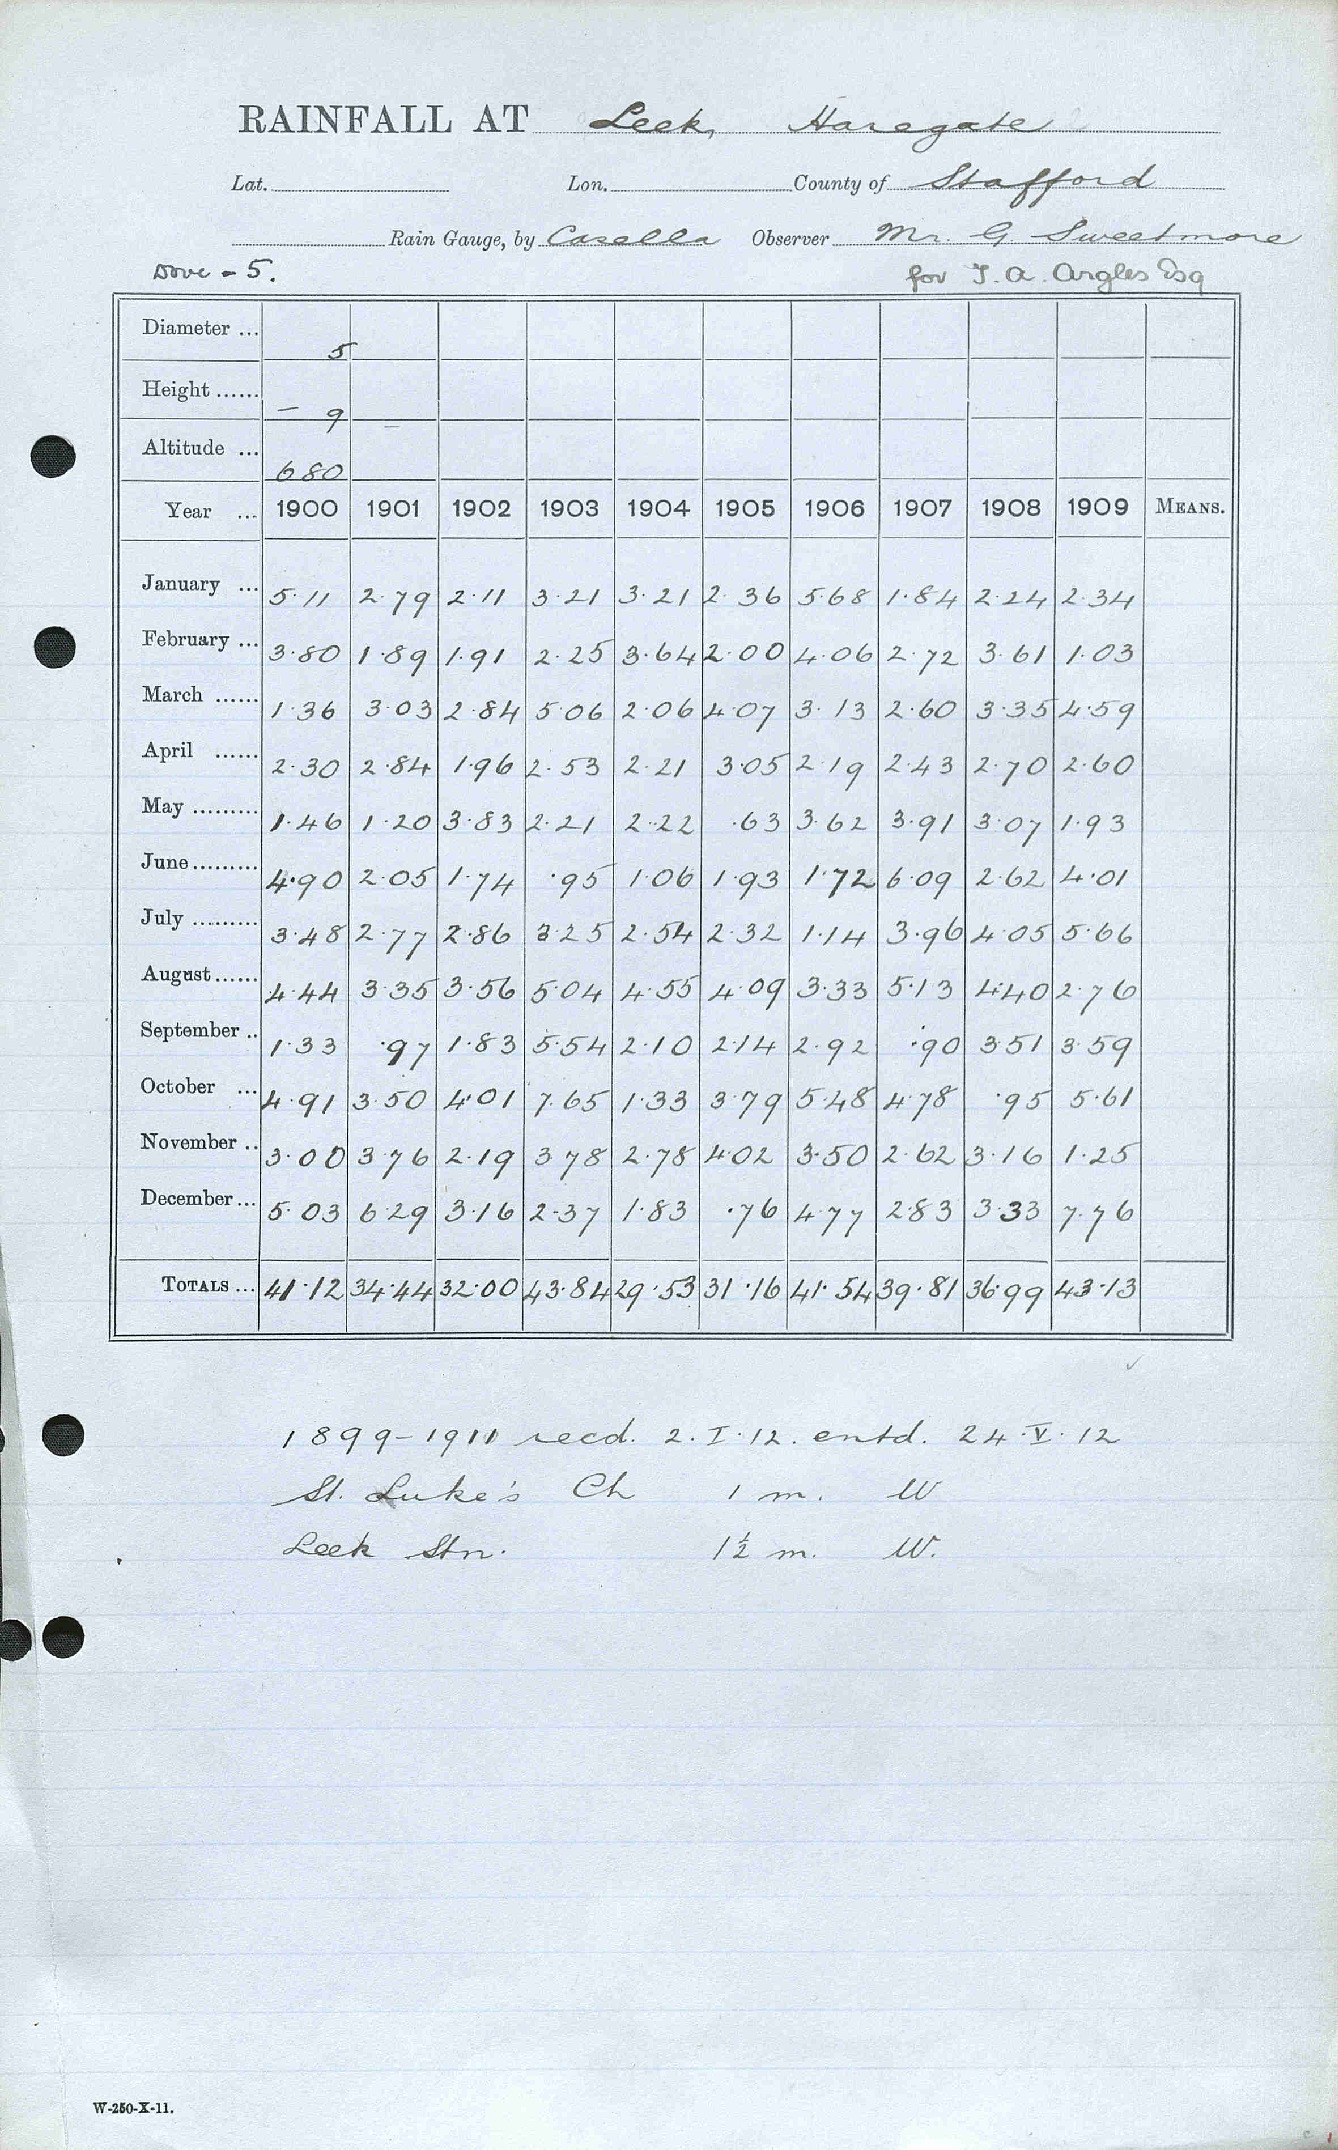 RAINFALL AT Leek, Haregate
Lat. Lon. County of Stafford
Rain Gauge, by Casella Observer Mr. G. Sweetmore
Dove - 5. for T. A. Argles Esq
Diameter ... 5
Height ...... – 9
Altitude ... 680
Year ... 1900 1901 1902 1903 1904 1905 1906 1907 1908 1909 MEANS.
January ... 5.11 2.79 2.11 3.21 3.21 2.36 5.68 1.84 2.24 2.34
February ... 3.80 1.89 1.91 2.25 3.64 2.00 4.06 2.72 3.61 1.03
March ...... 1.36 3.03 2.84 5.06 2.06 4.07 3.13 2.60 3.35 4.59
April ...... 2.30 2.84 1.96 2.53 2.21 3.05 2.19 2.43 2.70 2.60
May ......... 1.46 1.20 3.83 2.21 2.22 .63 3.62 3.91 3.07 1.93
June ......... 4.90 2.05 1.74 .95 1.06 1.93 1.72 6.09 2.62 4.01
July ......... 3.48 2.77 2.86 3.25 2.54 2.32 1.14 3.96 4.05 5.66
August ...... 4.44 3.35 3.56 5.04 4.55 4.09 3.33 5.13 4.40 2.76
September .. 1.33 .97 1.83 5.54 2.10 2.14 2.92 .90 3.51 3.59
October ... 4.91 3.50 4.01 7.65 1.33 3.79 5.48 4.78 .95 5.61
November .. 3.00 3.76 2.19 3.78 2.78 4.02 3.50 2.62 3.16 1.25
December ... 5.03 6.29 3.16 2.37 1.83 .76 4.77 2.83 3.33 7.76
TOTALS ... 41.12 34.44 32.00 43.84 29.53 31.16 41.54 39.81 36.99 43.13
1899-1911 recd. 2.I.12. entd. 24.V.12
St. Luke's Ch 1 m. W
Leek Stn. 1½ m. W.
W-250-X-11.